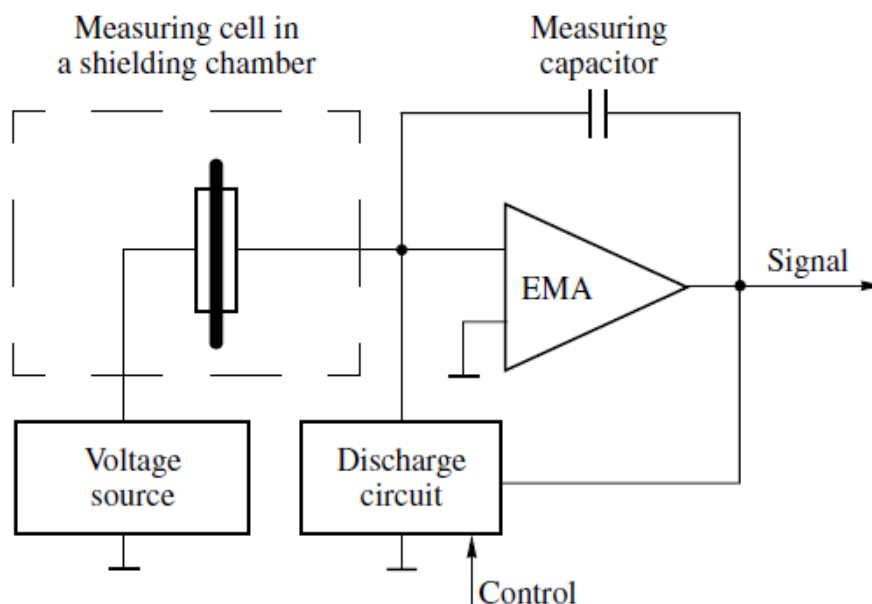 Measuring cell in
a shielding chamber
Measuring
capacitor
EMA
Signal
Voltage
source
Discharge
circuit
Control